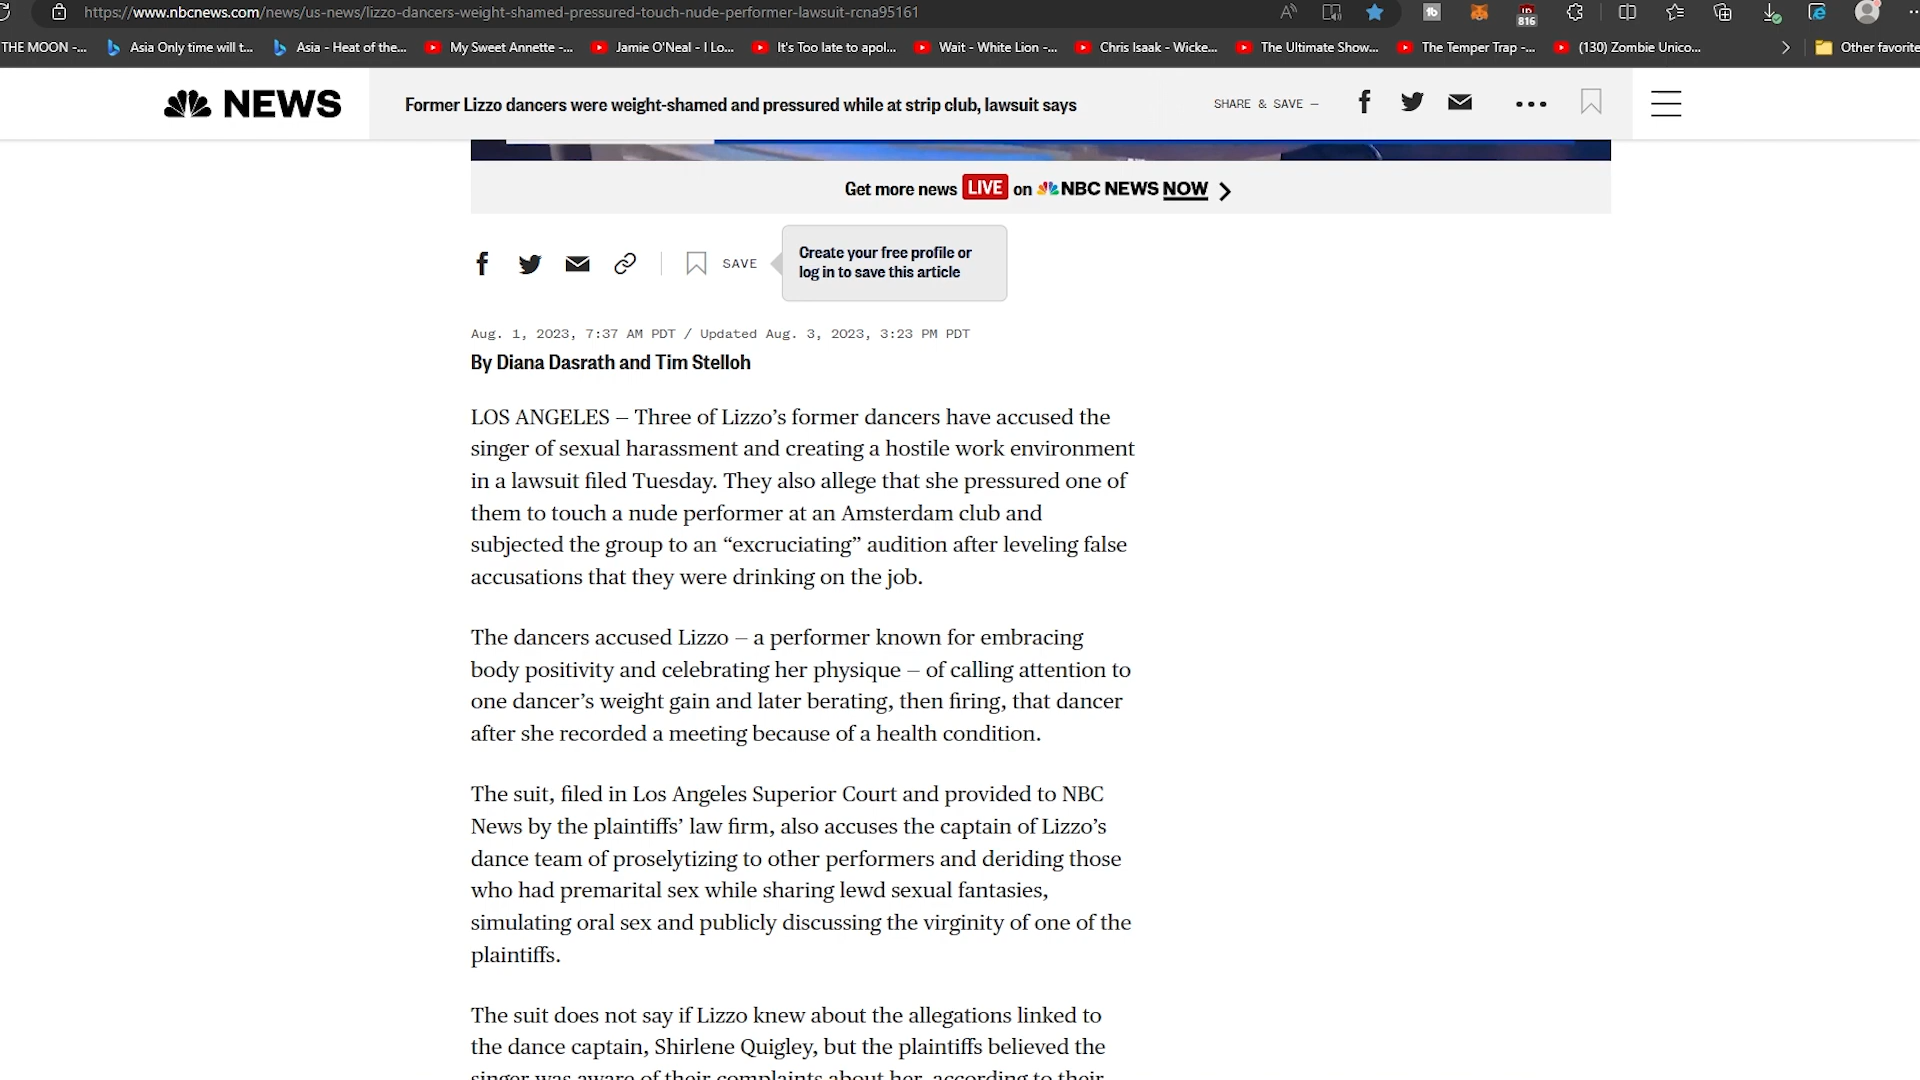 https://www.nbcnews.com/news/us-news/lizzo-dancers-weight-shamed-pressured-touch-nude-performer-lawsuit-rcna95161
816
THE MOON -...
Asia Only time will t...
Asia - Heat of the...
My Sweet Annette -...
Jamie O'Neal - I Lo...
It's Too late to apol...
Wait - White Lion -...
Chris Isaak - Wicke...
The Ultimate Show...
The Temper Trap -...
(130) Zombie Unico...
Other favorite
NEWS
Former Lizzo dancers were weight-shamed and pressured while at strip club, lawsuit says
SHARE & SAVE —
Get more news LIVE on NBC NEWS NOW
SAVE
Create your free profile or
log in to save this article
Aug. 1, 2023, 7:37 AM PDT / Updated Aug. 3, 2023, 3:23 PM PDT
By Diana Dasrath and Tim Stelloh
LOS ANGELES — Three of Lizzo’s former dancers have accused the
singer of sexual harassment and creating a hostile work environment
in a lawsuit filed Tuesday. They also allege that she pressured one of
them to touch a nude performer at an Amsterdam club and
subjected the group to an “excruciating” audition after leveling false
accusations that they were drinking on the job.
The dancers accused Lizzo — a performer known for embracing
body positivity and celebrating her physique — of calling attention to
one dancer’s weight gain and later berating, then firing, that dancer
after she recorded a meeting because of a health condition.
The suit, filed in Los Angeles Superior Court and provided to NBC
News by the plaintiffs’ law firm, also accuses the captain of Lizzo’s
dance team of proselytizing to other performers and deriding those
who had premarital sex while sharing lewd sexual fantasies,
simulating oral sex and publicly discussing the virginity of one of the
plaintiffs.
The suit does not say if Lizzo knew about the allegations linked to
the dance captain, Shirlene Quigley, but the plaintiffs believed the
singer was aware of their complaints about her, according to their